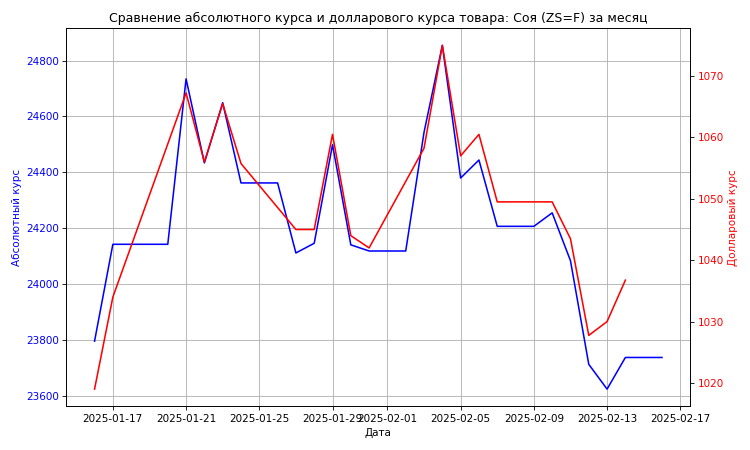 Сравнение абсолютного курса и долларового курса товара: Соя (ZS=F) за месяц
Абсолютный курс
24800
24600
24400
24200
24000
23800
23600
1070
1060
1050
1040
1030
1020
Долларовый курс
2025-01-17 2025-01-21 2025-01-25 2025-01-29 2025-02-01 2025-02-05 2025-02-09 2025-02-13 2025-02-17
Дата